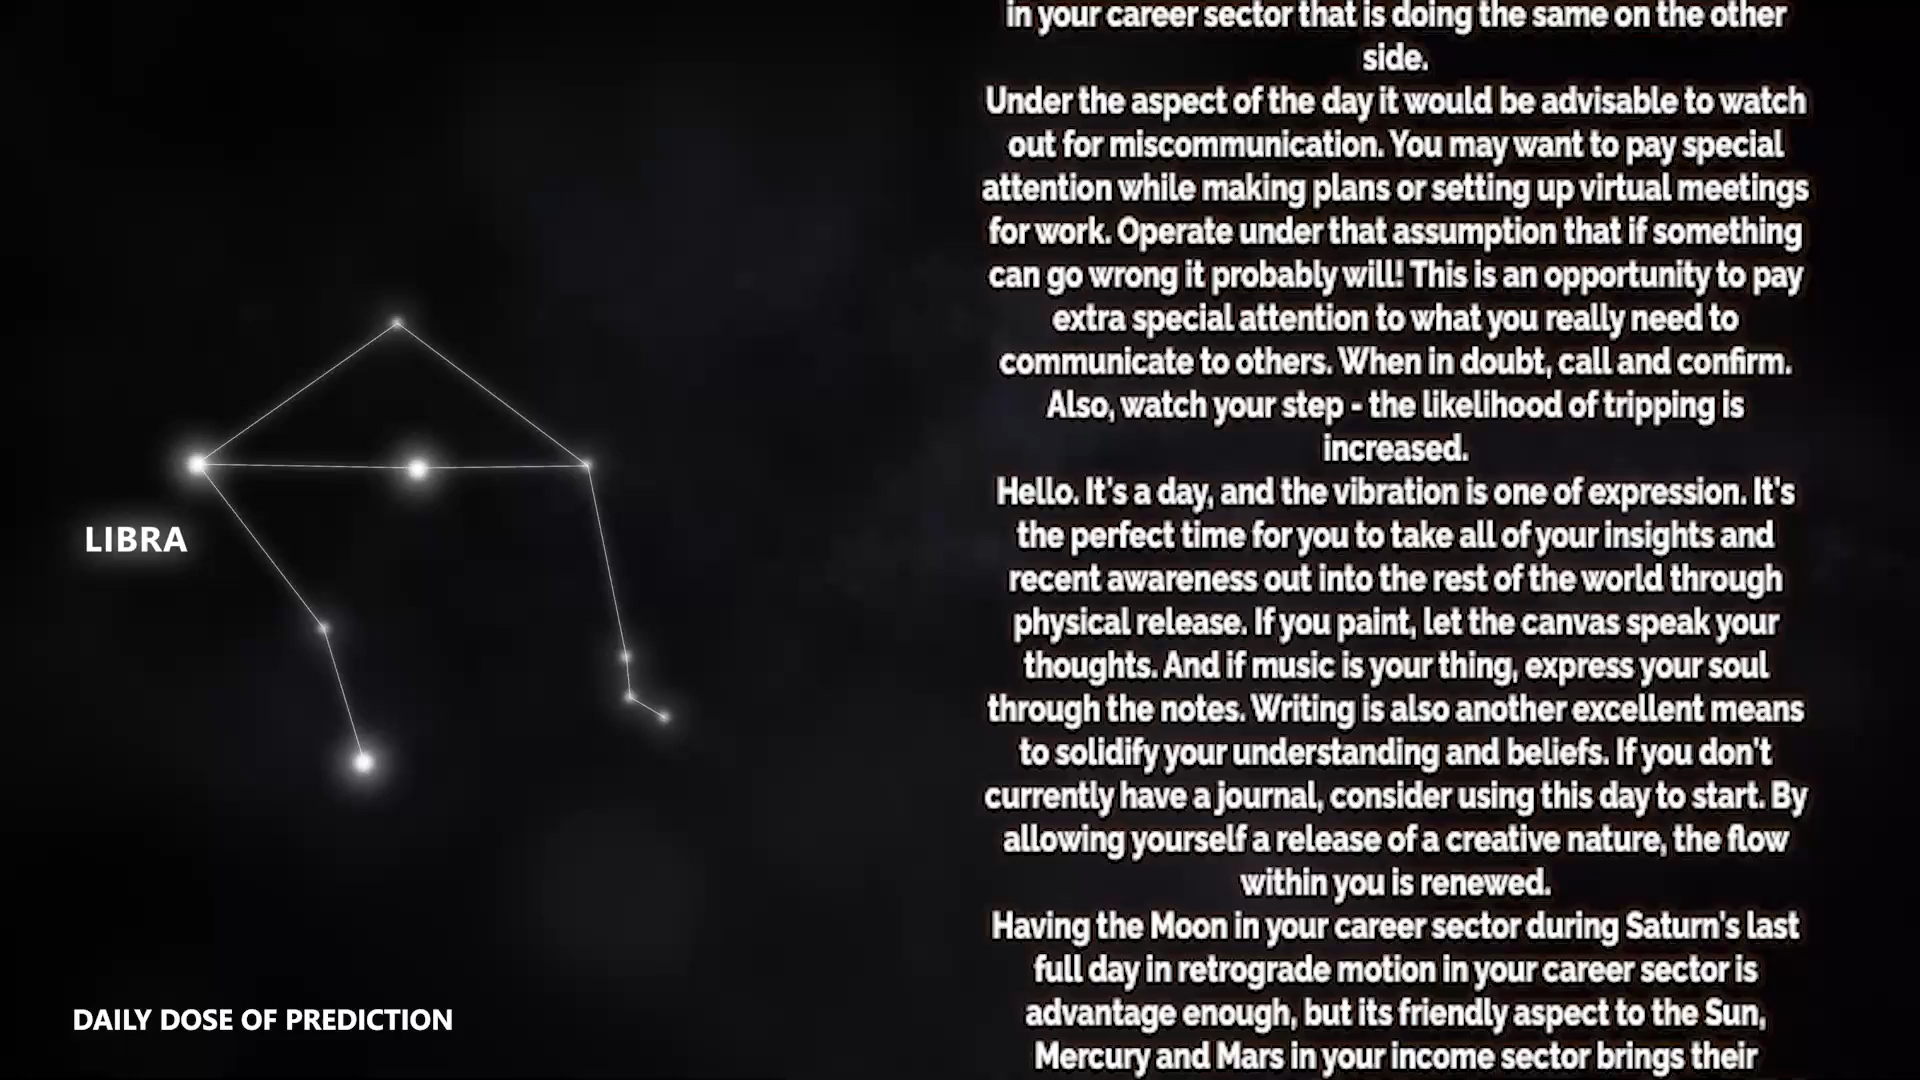 in your career sector that is doing the same on the other
side.
Under the aspect of the day it would be advisable to watch
out for miscommunication. You may want to pay special
attention while making plans or setting up virtual meetings
for work. Operate under that assumption that if something
can go wrong it probably will! This is an opportunity to pay
extra special attention to what you really need to
communicate to others. When in doubt, call and confirm.
Also, watch your step - the likelihood of tripping is
increased.
Hello. It's a day, and the vibration is one of expression. It's
the perfect time for you to take all of your insights and
recent awareness out into the rest of the world through
physical release. If you paint, let the canvas speak your
thoughts. And if music is your thing, express your soul
through the notes. Writing is also another excellent means
to solidify your understanding and beliefs. If you don't
currently have a journal, consider using this day to start. By
allowing yourself a release of a creative nature, the flow
within you is renewed.
Having the Moon in your career sector during Saturn's last
full day in retrograde motion in your career sector is
advantage enough, but its friendly aspect to the Sun,
Mercury and Mars in your income sector brings their
LIBRA
DAILY DOSE OF PREDICTION